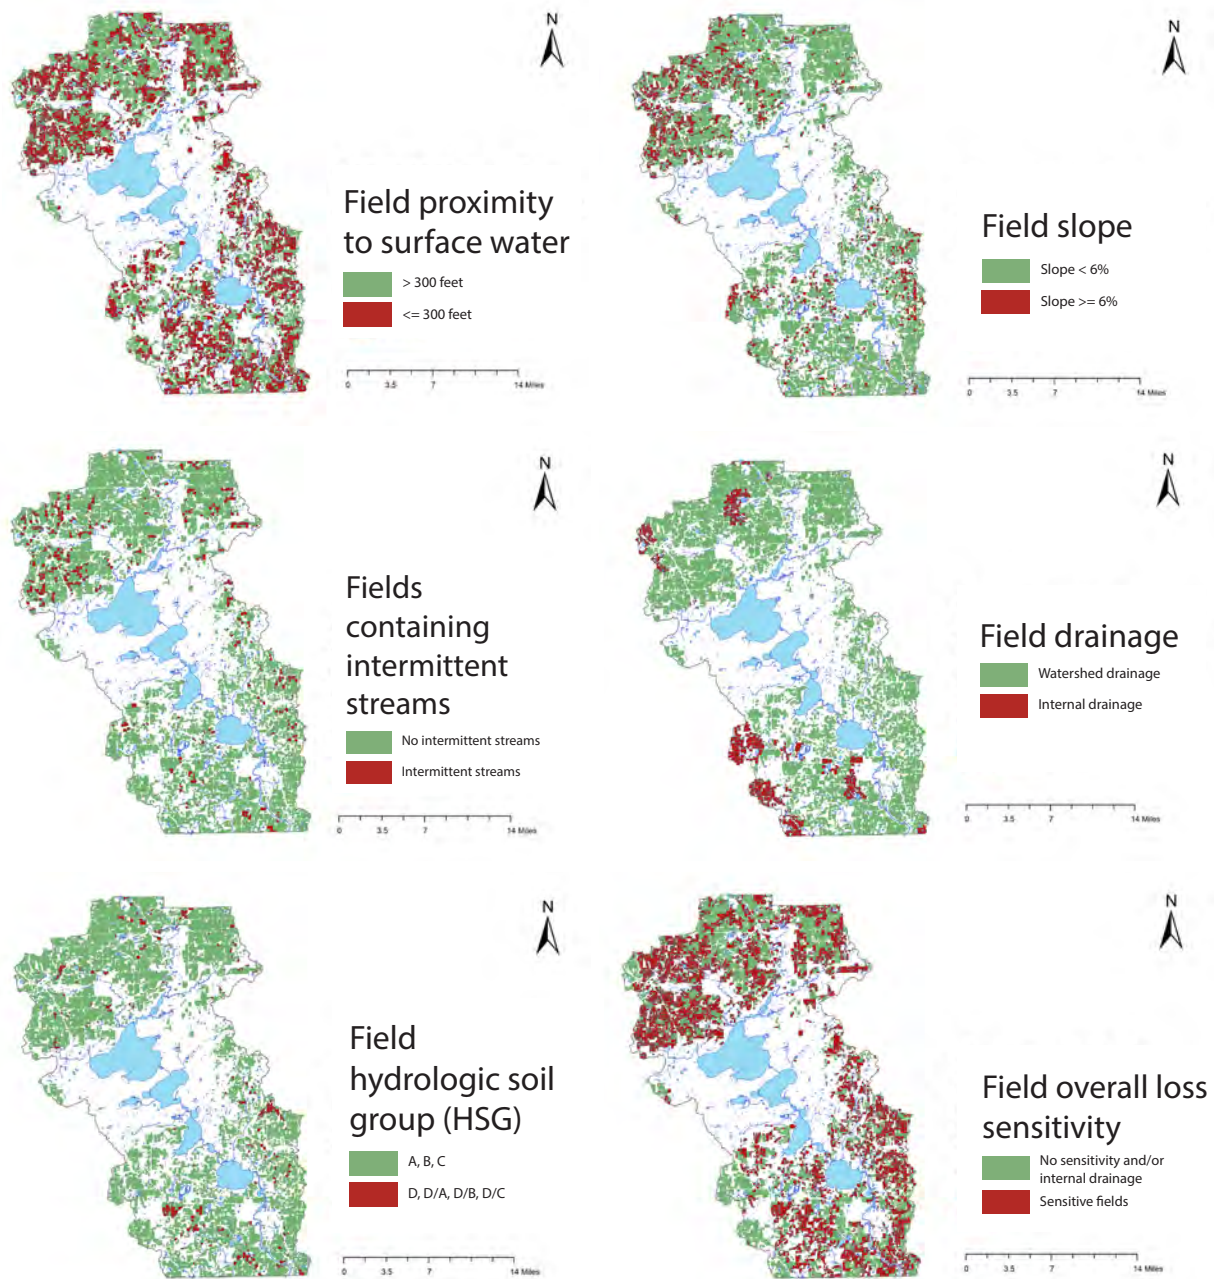 N
Field proximity
to surface water
> 300 feet
<= 300 feet
0 3.5 7 14 Miles
N
Field slope
Slope < 6%
Slope >= 6%
0 3.5 7 14 Miles
N
Fields
containing
intermittent
streams
No intermittent streams
Intermittent streams
0 3.5 7 14 Miles
N
Field drainage
Watershed drainage
Internal drainage
0 3.5 7 14 Miles
N
Field
hydrologic soil
group (HSG)
A, B, C
D, D/A, D/B, D/C
0 3.5 7 14 Miles
N
Field overall loss
sensitivity
No sensitivity and/or
internal drainage
Sensitive fields
0 3.5 7 14 Miles